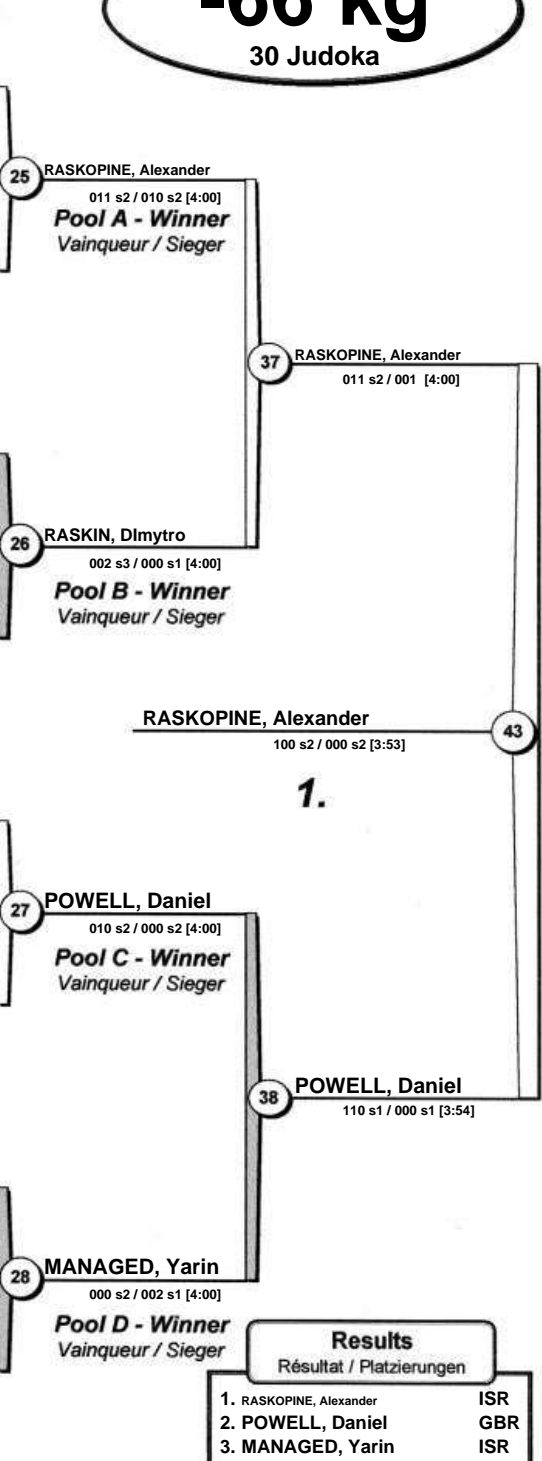 -66 kg
30 Judoka
25
RASKOPINE, Alexander
011 s2 / 010 s2 [4:00]
Pool A - Winner
Vainqueur / Sieger
37
RASKOPINE, Alexander
011 s2 / 001 [4:00]
26
RASKIN, DImytro
002 s3 / 000 s1 [4:00]
Pool B - Winner
Vainqueur / Sieger
RASKOPINE, Alexander
43
100 s2 / 000 s2 [3:53]
1.
27
POWELL, Daniel
010 s2 / 000 s2 [4:00]
Pool C - Winner
Vainqueur / Sieger
38
POWELL, Daniel
110 s1 / 000 s1 [3:54]
28
MANAGED, Yarin
000 s2 / 002 s1 [4:00]
Pool D - Winner
Vainqueur / Sieger
Results
Résultat / Platzierungen
1. RASKOPINE, Alexander ISR
2. POWELL, Daniel GBR
3. MANAGED, Yarin ISR